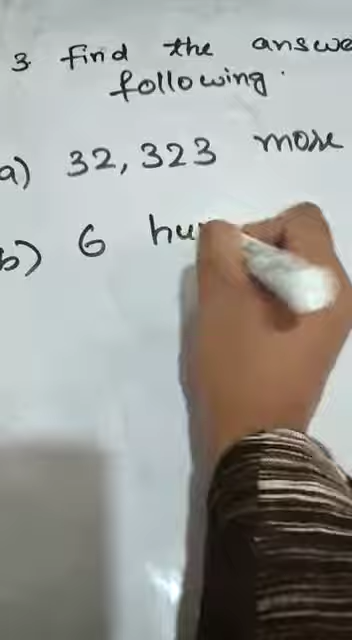 3. find the answe
following.
a) 32,323 more
b) 6 hu